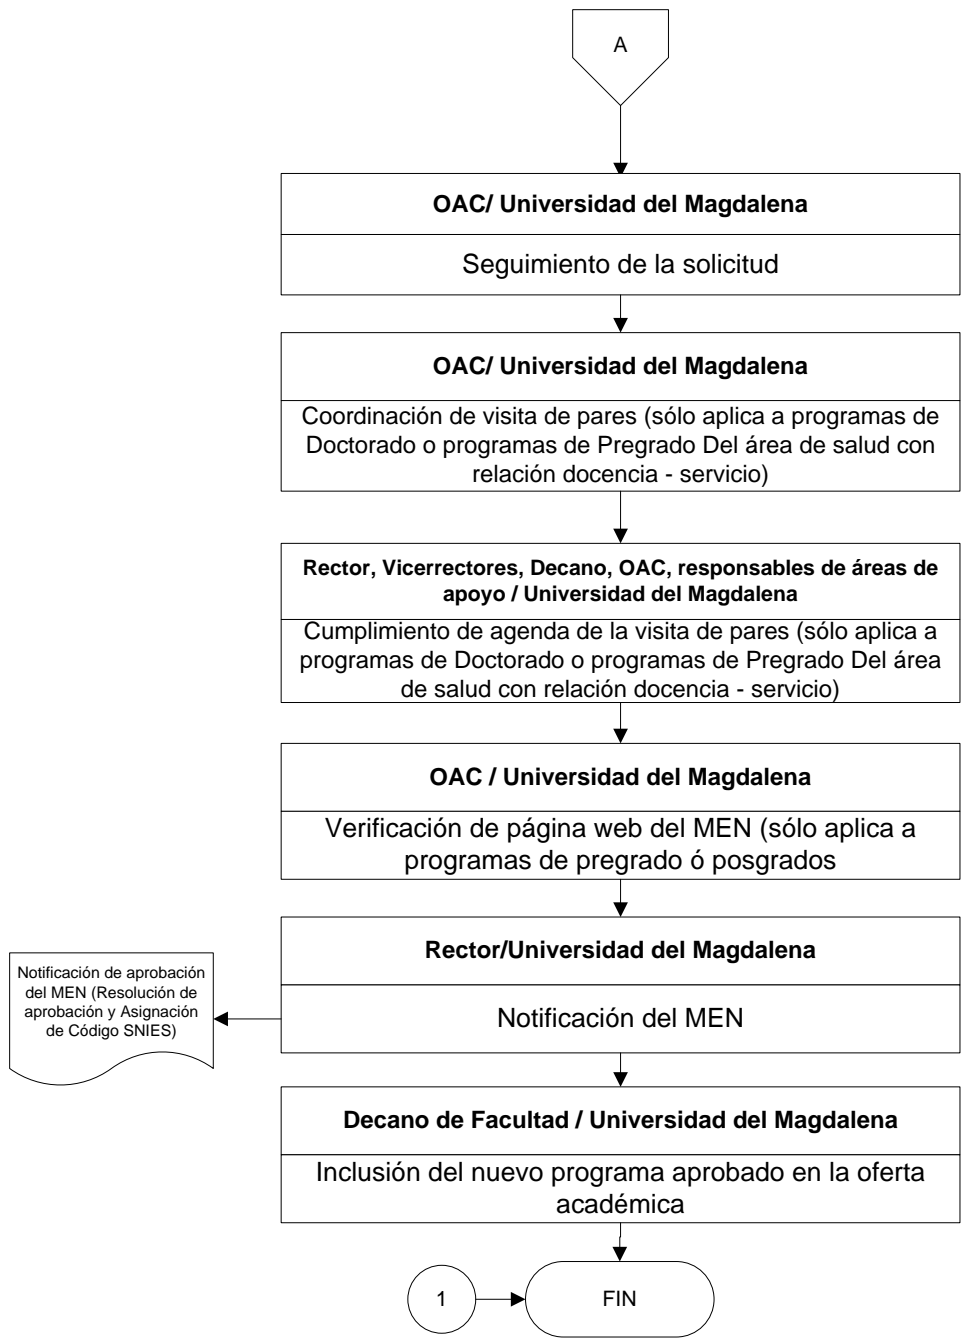 A
OAC/ Universidad del Magdalena
Seguimiento de la solicitud
OAC/ Universidad del Magdalena
Coordinación de visita de pares (sólo aplica a programas de
Doctorado o programas de Pregrado Del área de salud con
relación docencia - servicio)
Rector, Vicerrectores, Decano, OAC, responsables de áreas de
apoyo / Universidad del Magdalena
Cumplimiento de agenda de la visita de pares (sólo aplica a
programas de Doctorado o programas de Pregrado Del área
de salud con relación docencia - servicio)
OAC / Universidad del Magdalena
Verificación de página web del MEN (sólo aplica a
programas de pregrado ó posgrados
Rector/Universidad del Magdalena
Notificación del MEN
Notificación de aprobación
del MEN (Resolución de
aprobación y Asignación
de Código SNIES)
Decano de Facultad / Universidad del Magdalena
Inclusión del nuevo programa aprobado en la oferta
académica
1
FIN